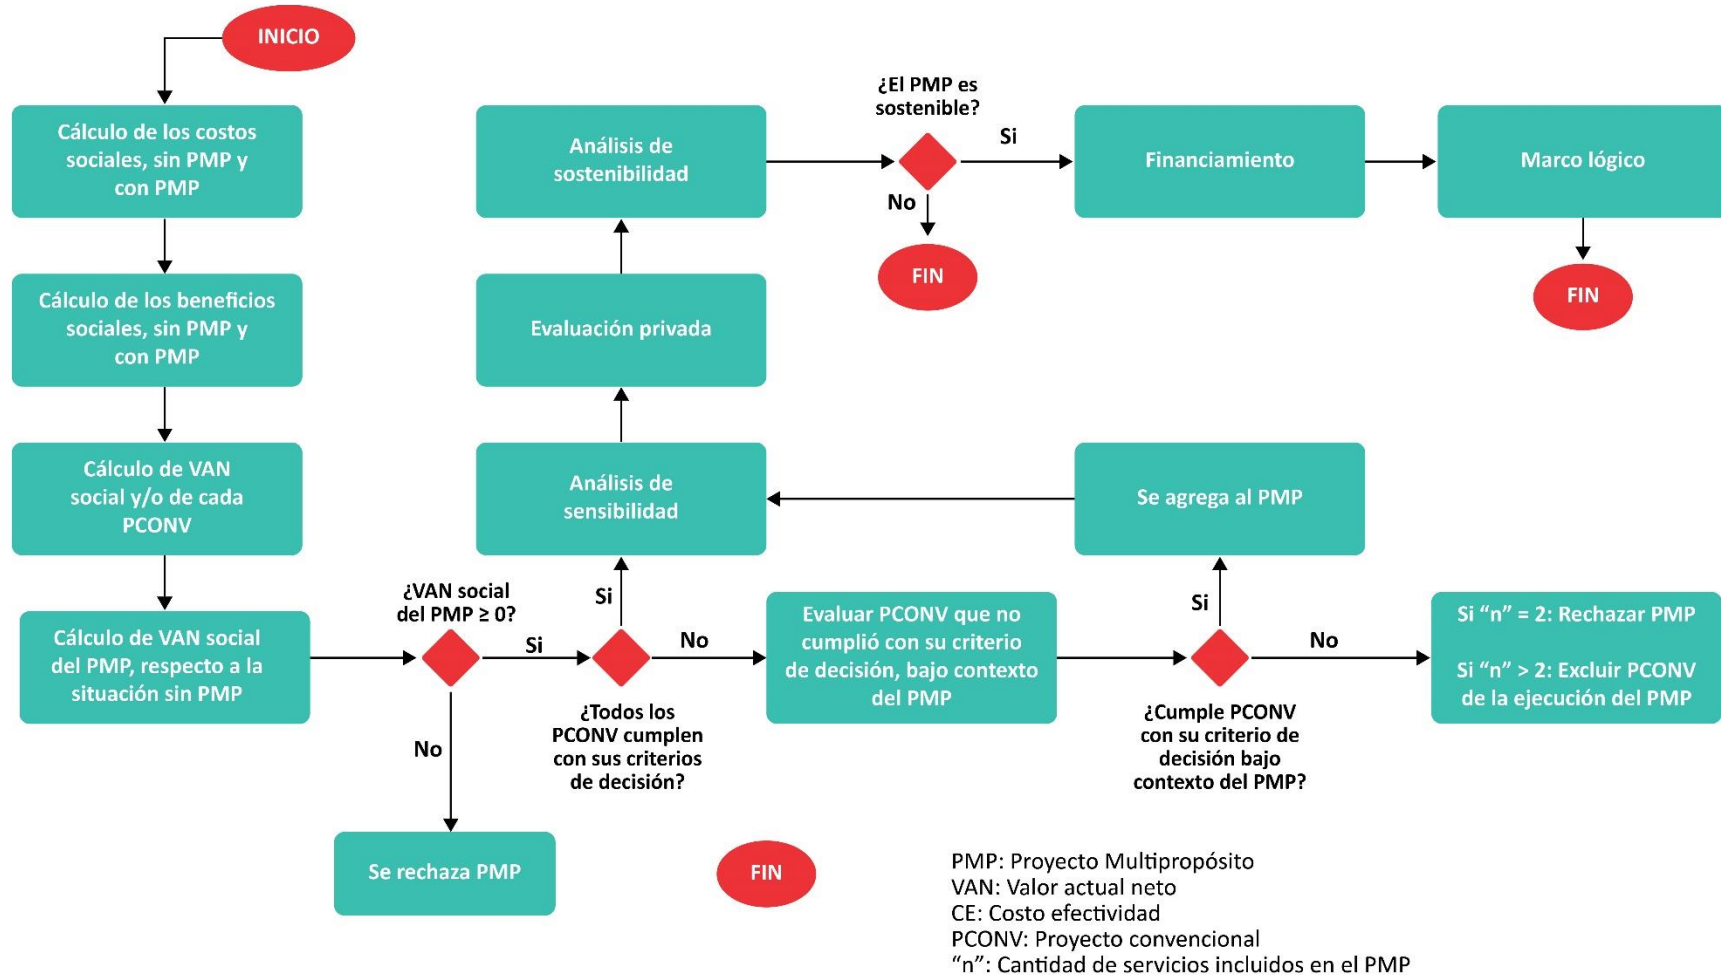 INICIO
Cálculo de los costos
sociales, sin PMP y
con PMP
Cálculo de los beneficios
sociales, sin PMP y
con PMP
Cálculo de VAN
social y/o de cada
PCONV
Cálculo de VAN social
del PMP, respecto a la
situación sin PMP
¿VAN social
del PMP ≥ 0?
Si
No
Se rechaza PMP
¿Todos los
PCONV cumplen
con sus criterios
de decisión?
Si
No
Análisis de
sensibilidad
Evaluación privada
Análisis de
sostenibilidad
¿El PMP es
sostenible?
Si
No
FIN
Financiamiento
Marco lógico
FIN
Evaluar PCONV que no
cumplió con su criterio
de decisión, bajo contexto
del PMP
¿Cumple PCONV
con su criterio de
decisión bajo
contexto del PMP?
Si
No
Se agrega al PMP
Si “n” = 2: Rechazar PMP
Si “n” > 2: Excluir PCONV
de la ejecución del PMP
FIN
PMP: Proyecto Multipropósito
VAN: Valor actual neto
CE: Costo efectividad
PCONV: Proyecto convencional
“n”: Cantidad de servicios incluidos en el PMP